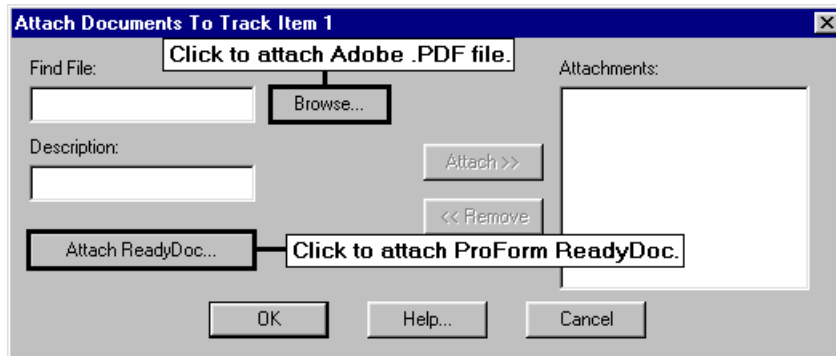 Attach Documents To Track Item 1
Click to attach Adobe .PDF file.
Find File:
Attachments:
Browse...
Description:
Attach >>
<< Remove
Attach ReadyDoc...
Click to attach ProForm ReadyDoc.
OK
Help...
Cancel